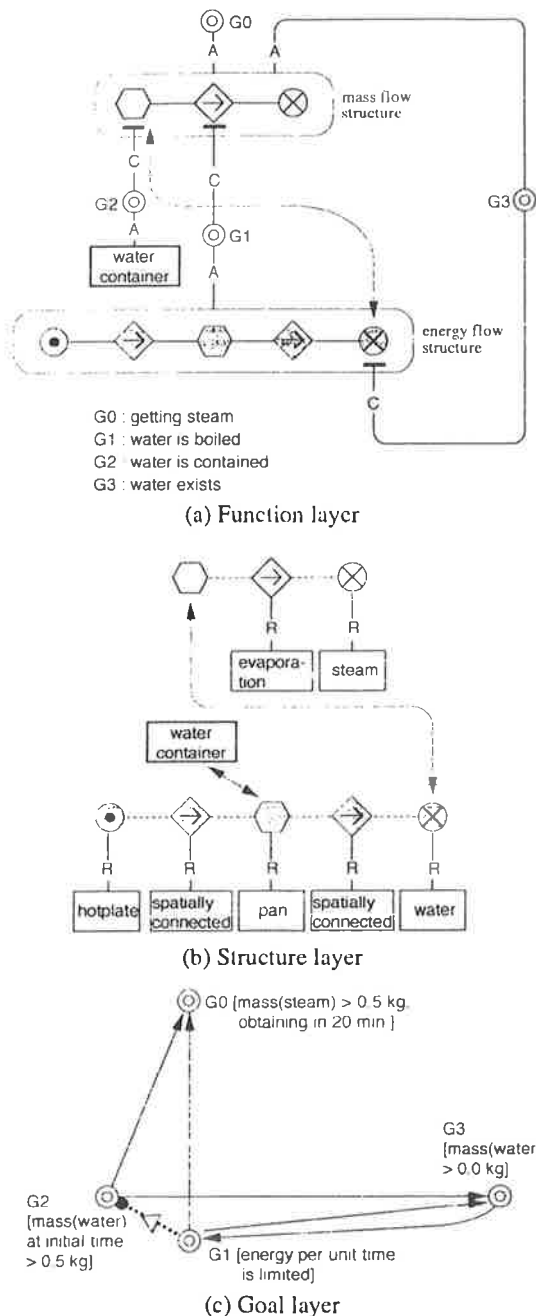 G0
A
A
mass flow
structure
C
C
G2
G1
G3
A
A
water
container
energy flow
structure
C
G0 : getting steam
G1 : water is boiled
G2 : water is contained
G3 : water exists
(a) Function layer
R
R
evapora-
tion
steam
water
container
R
R
R
R
R
hotplate
spatially
connected
pan
spatially
connected
water
(b) Structure layer
G0 [mass(steam) > 0.5 kg,
obtaining in 20 min }
G3
[mass(water
> 0.0 kg]
G2
[mass(water)
at initial time
> 0.5 kg]
G1 [energy per unit time
is limited]
(c) Goal layer